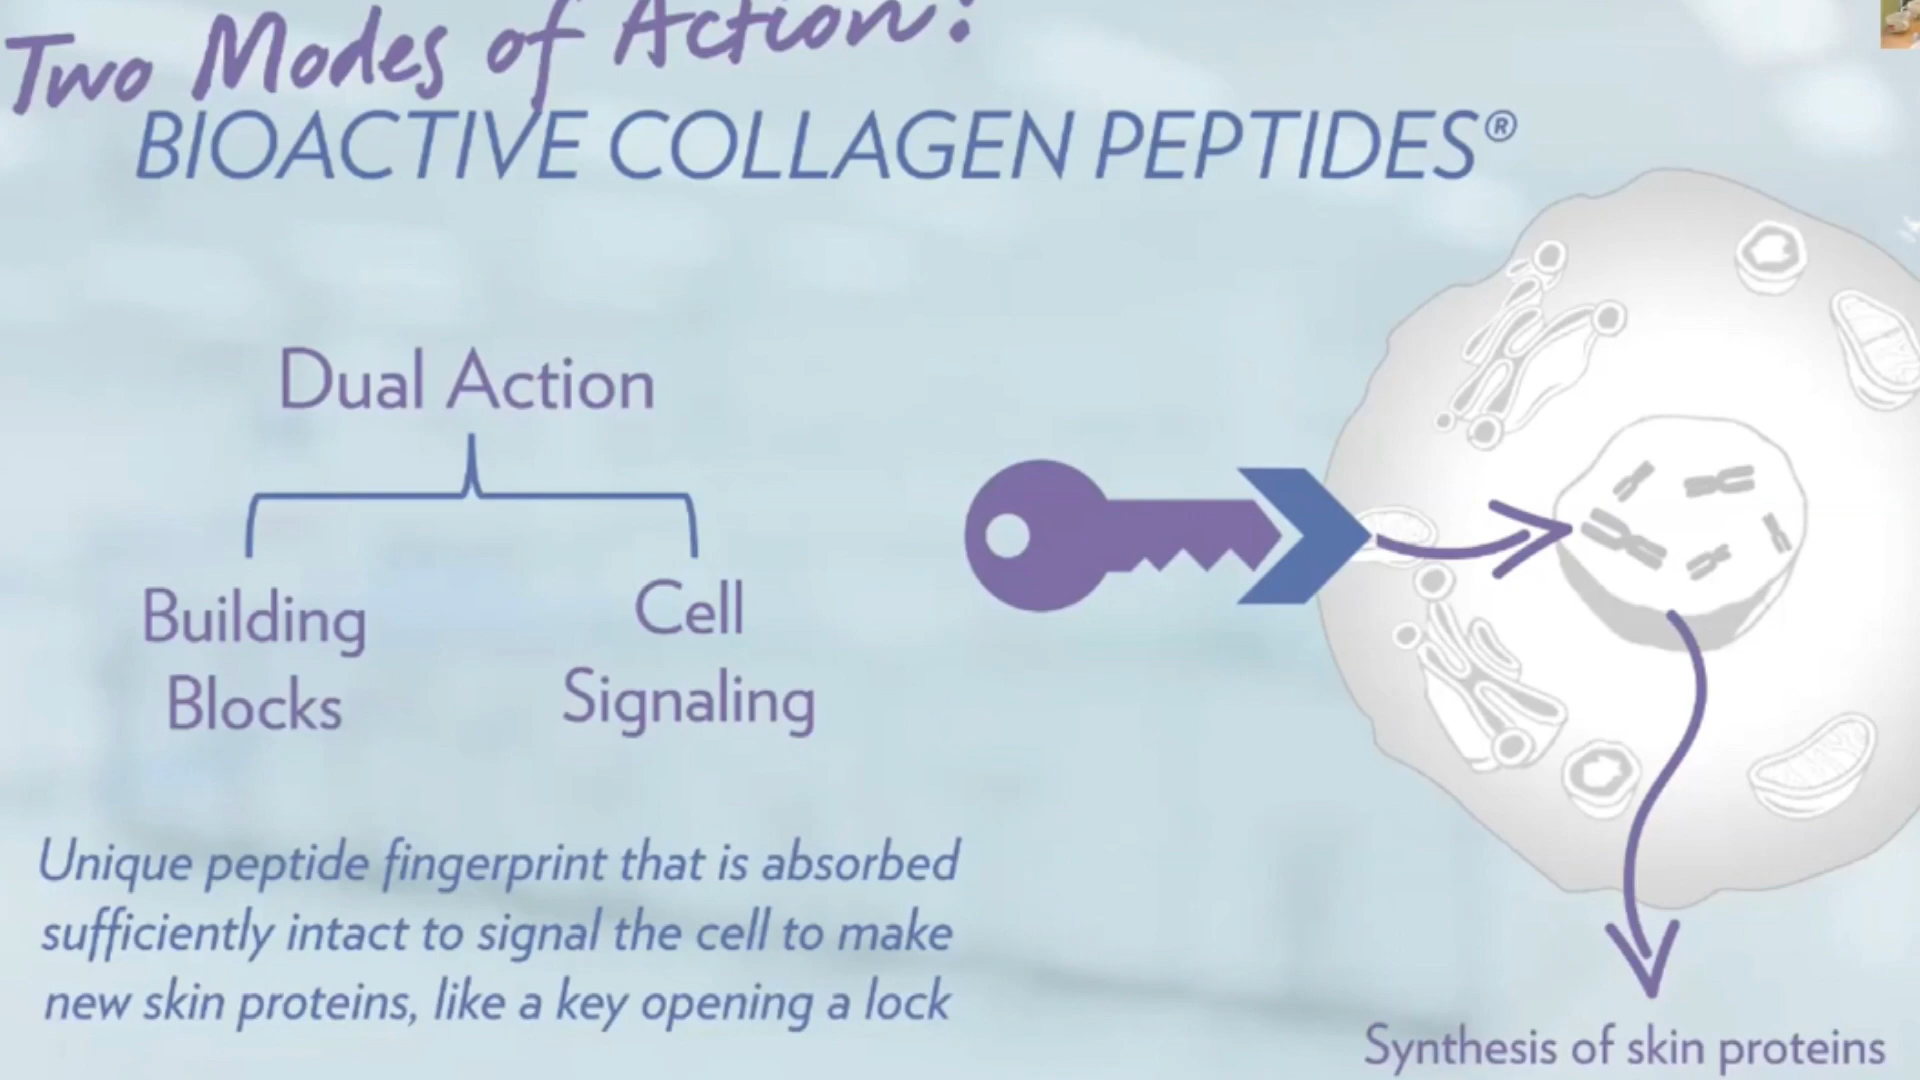 Two Modes of Action:
BIOACTIVE COLLAGEN PEPTIDES®
Dual Action
Building
Blocks
Cell
Signaling
Unique peptide fingerprint that is absorbed
sufficiently intact to signal the cell to make
new skin proteins, like a key opening a lock
Synthesis of skin proteins